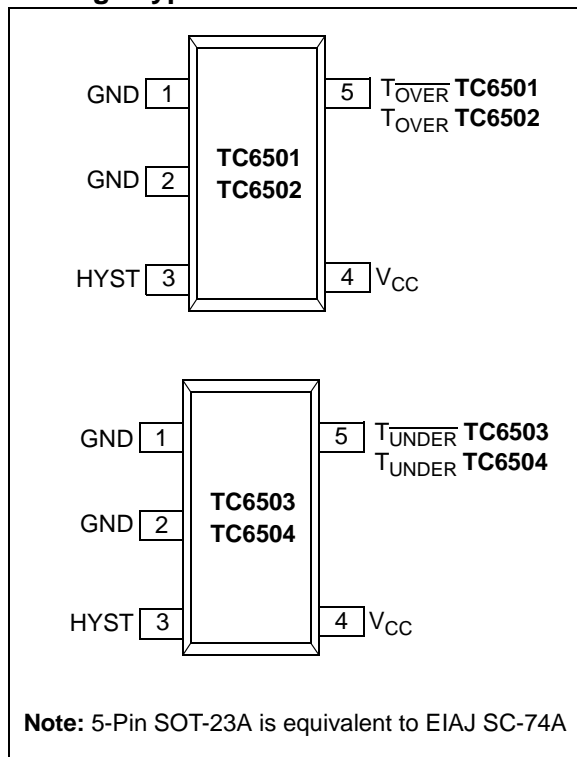 GND 1
5 TOVER TC6501
TOVER TC6502
GND 2
TC6501
TC6502
HYST 3
4 VCC
GND 1
5 TUNDER TC6503
TUNDER TC6504
GND 2
TC6503
TC6504
HYST 3
4 VCC
Note: 5-Pin SOT-23A is equivalent to EIAJ SC-74A